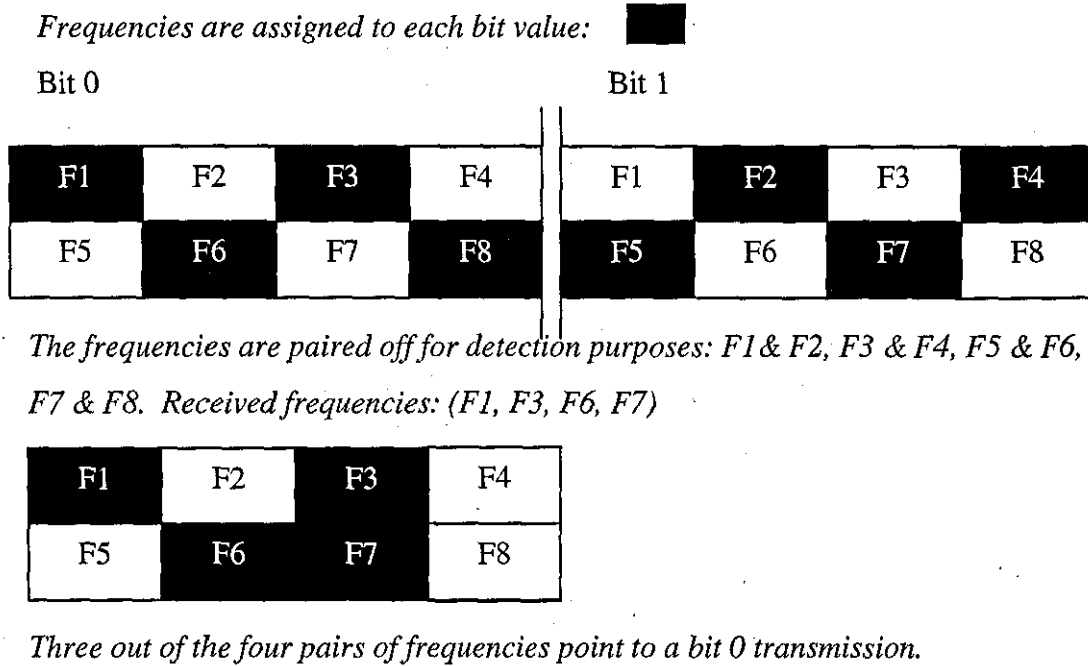 Frequencies are assigned to each bit value:
Bit 0 Bit 1
F1 F2 F3 F4 F1 F2 F3 F4
F5 F6 F7 F8 F5 F6 F7 F8
The frequencies are paired off for detection purposes: F1& F2, F3 & F4, F5 & F6,
F7 & F8. Received frequencies: (F1, F3, F6, F7)
F1 F2 F3 F4
F5 F6 F7 F8
Three out of the four pairs of frequencies point to a bit 0 transmission.